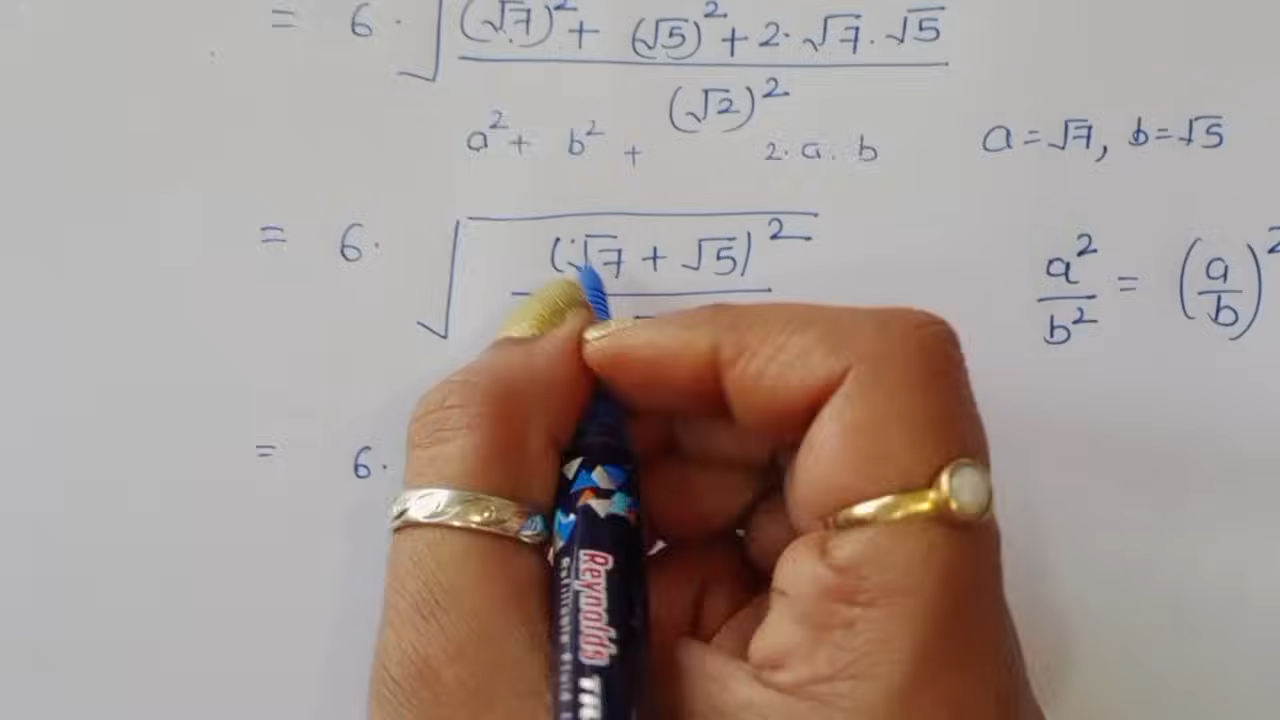 = 6 · √((√7)² + (√5)² + 2 · √7 . √5 / (√2)²)
a² + b² + 2. a. b
a = √7, b = √5
= 6 · √((√7 + √5)²
a²/b² = (a/b)²
= 6 ·
Reynolds